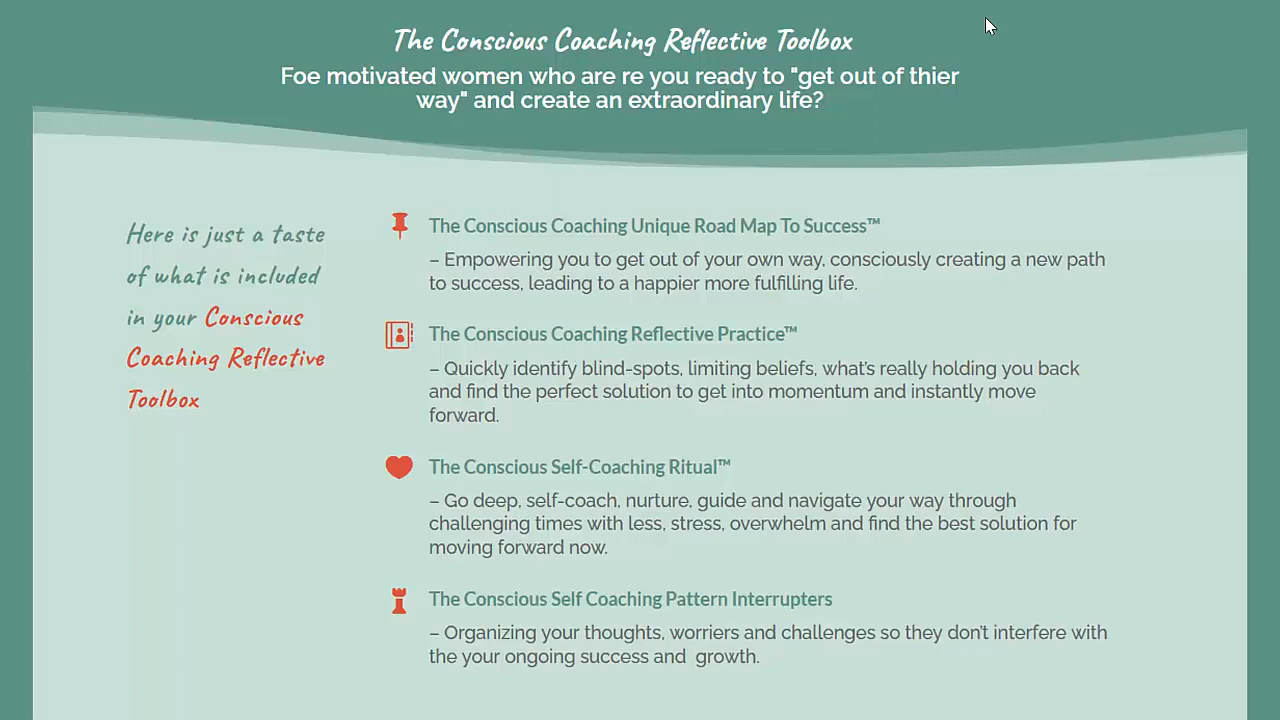 The Conscious Coaching Reflective Toolbox
Foe motivated women who are re you ready to "get out of thier
way" and create an extraordinary life?
Here is just a taste
of what is included
in your Conscious
Coaching Reflective
Toolbox
The Conscious Coaching Unique Road Map To Success™
– Empowering you to get out of your own way, consciously creating a new path
to success, leading to a happier more fulfilling life.
The Conscious Coaching Reflective Practice™
– Quickly identify blind-spots, limiting beliefs, what's really holding you back
and find the perfect solution to get into momentum and instantly move
forward.
The Conscious Self-Coaching Ritual™
– Go deep, self-coach, nurture, guide and navigate your way through
challenging times with less, stress, overwhelm and find the best solution for
moving forward now.
The Conscious Self Coaching Pattern Interrupters
– Organizing your thoughts, worriers and challenges so they don't interfere with
the your ongoing success and  growth.